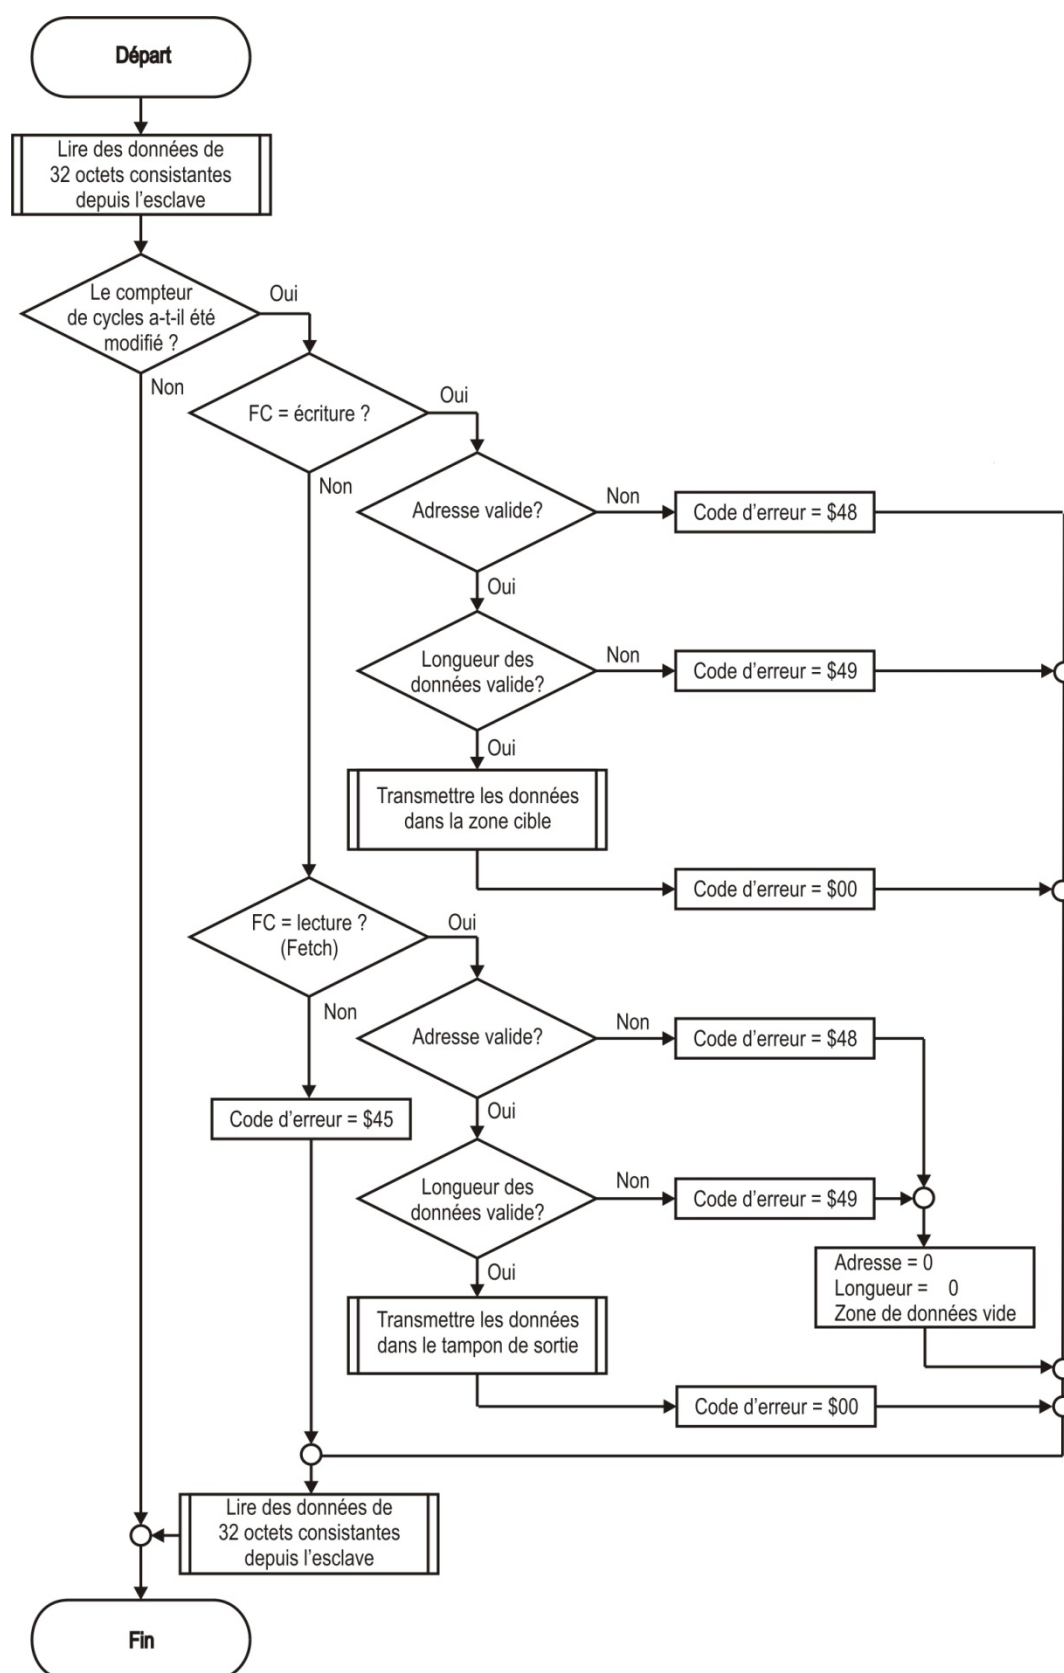 Départ
Lire des données de
32 octets consistantes
depuis l'esclave
Le compteur
de cycles a-t-il été
modifié ?
Oui
Non
FC = écriture ?
Oui
Non
Adresse valide?
Non
Code d'erreur = $48
Oui
Longueur des
données valide?
Non
Code d'erreur = $49
Oui
Transmettre les données
dans la zone cible
Code d'erreur = $00
FC = lecture ?
(Fetch)
Oui
Non
Adresse valide?
Non
Code d'erreur = $48
Code d'erreur = $45
Oui
Longueur des
données valide?
Non
Code d'erreur = $49
Oui
Adresse = 0
Longueur = 0
Zone de données vide
Transmettre les données
dans le tampon de sortie
Code d'erreur = $00
Lire des données de
32 octets consistantes
depuis l'esclave
Fin